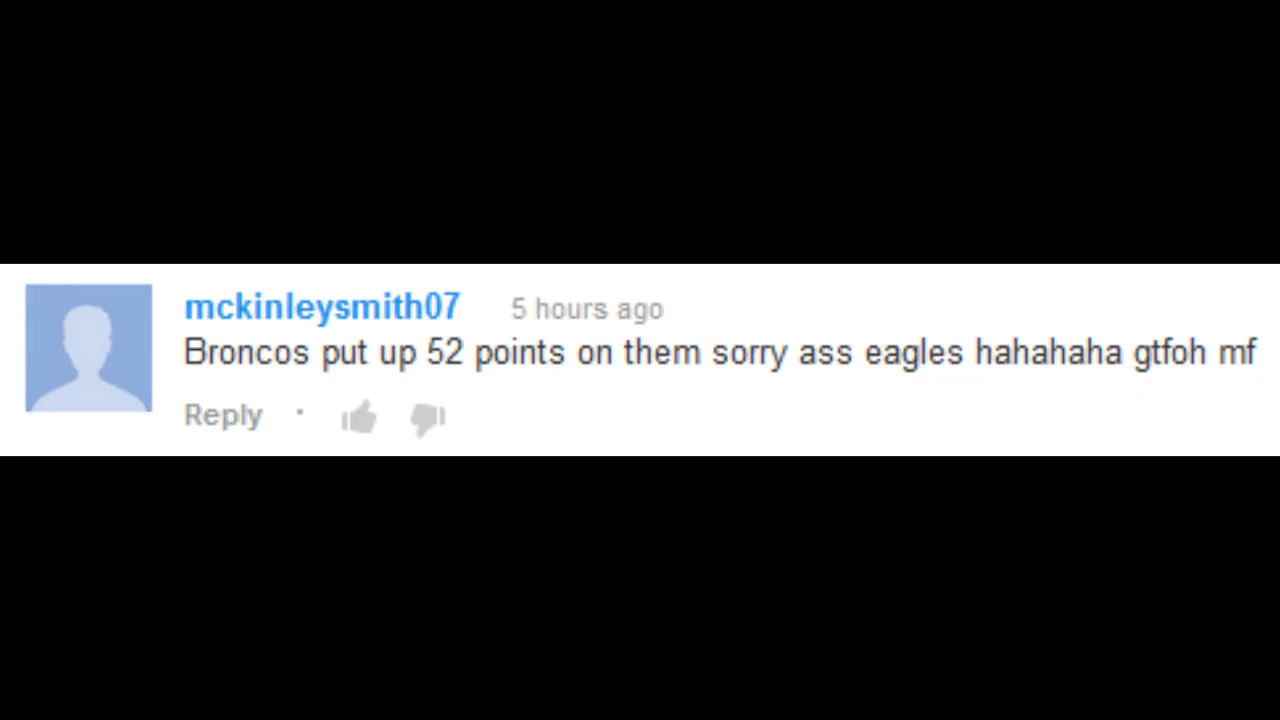 mckinleysmith07 5 hours ago
Broncos put up 52 points on them sorry ass eagles hahahaha gtfoh mf
Reply ·